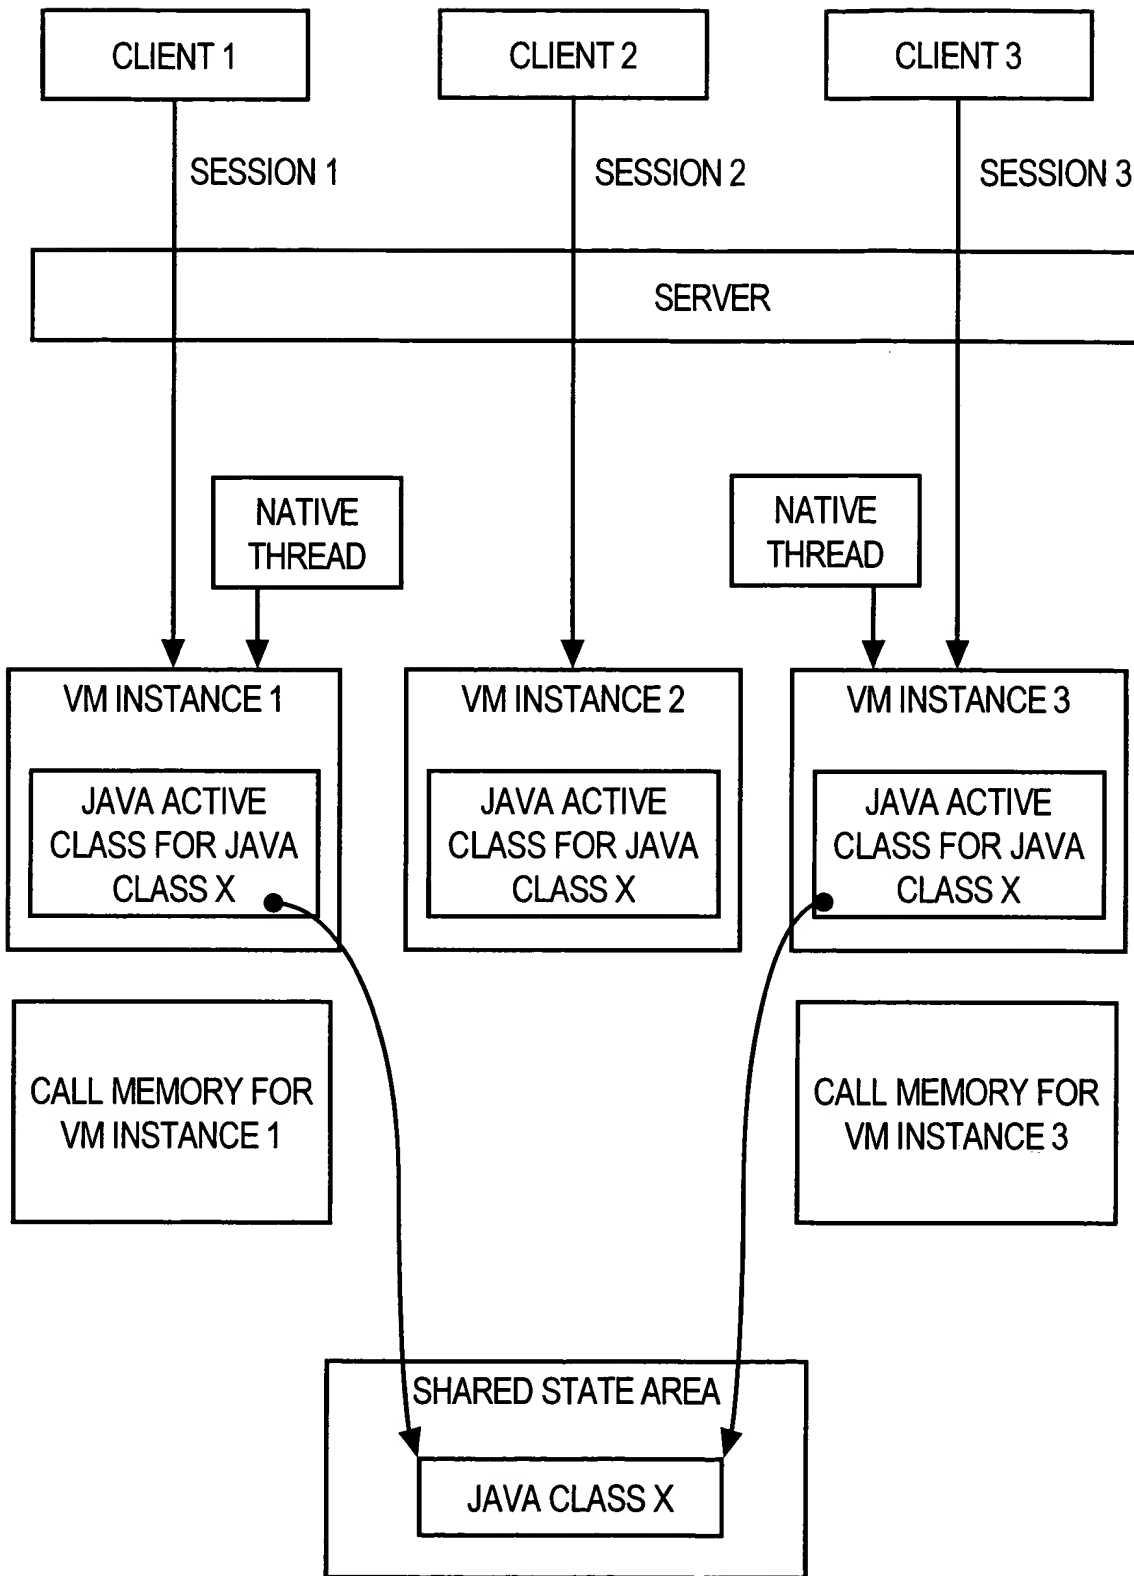 CLIENT 1
CLIENT 2
CLIENT 3
SESSION 1
SESSION 2
SESSION 3
SERVER
NATIVE
THREAD
NATIVE
THREAD
VM INSTANCE 1
JAVA ACTIVE
CLASS FOR JAVA
CLASS X
VM INSTANCE 2
JAVA ACTIVE
CLASS FOR JAVA
CLASS X
VM INSTANCE 3
JAVA ACTIVE
CLASS FOR JAVA
CLASS X
CALL MEMORY FOR
VM INSTANCE 1
CALL MEMORY FOR
VM INSTANCE 3
SHARED STATE AREA
JAVA CLASS X